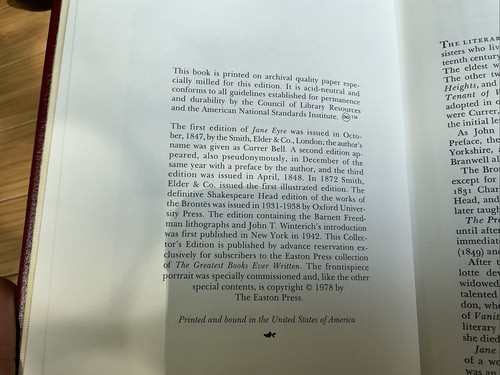 This book is printed on archival quality paper espe-
cially milled for this edition. It is acid-neutral and
conforms to all guidelines established for permanence
and durability by the Council of Library Resources
and the American National Standards Institute. ♾™
The first edition of Jane Eyre was issued in Octo-
ber, 1847, by the Smith, Elder & Co., London; the author's
name was given as Currer Bell. A second edition ap-
peared, also pseudonymously, in December of the
same year with a preface by the author, and the third
edition was issued in April, 1848. In 1872 Smith,
Elder & Co. issued the first illustrated edition. The
definitive Shakespeare Head edition of the works of
the Brontës was issued in 1931-1938 by Oxford Univer-
sity Press. The edition containing the Barnett Freed-
man lithographs and John T. Winterich's introduction
was first published in New York in 1942. This Collec-
tor's Edition is published by advance reservation ex-
clusively for subscribers to the Easton Press collection
of The Greatest Books Ever Written. The frontispiece
portrait was specially commissioned and, like the other
special contents, is copyright © 1978 by
The Easton Press.
Printed and bound in the United States of America
THE LITERAR
sisters who live
teenth century
The eldest w
The other tw
Heights, and
Tenant of W
adopted in o
were Currer,
the initial le
As John
Preface, the
Yorkshire, a
Branwell a
The Bro
except for
1831 Char
Head, and
later taugh
The Pro
until after
immediat
(1849) and
After t
lotte de
widowed
talented
don, whe
of Vanit
literary
she died
Jane
of a wo
was an